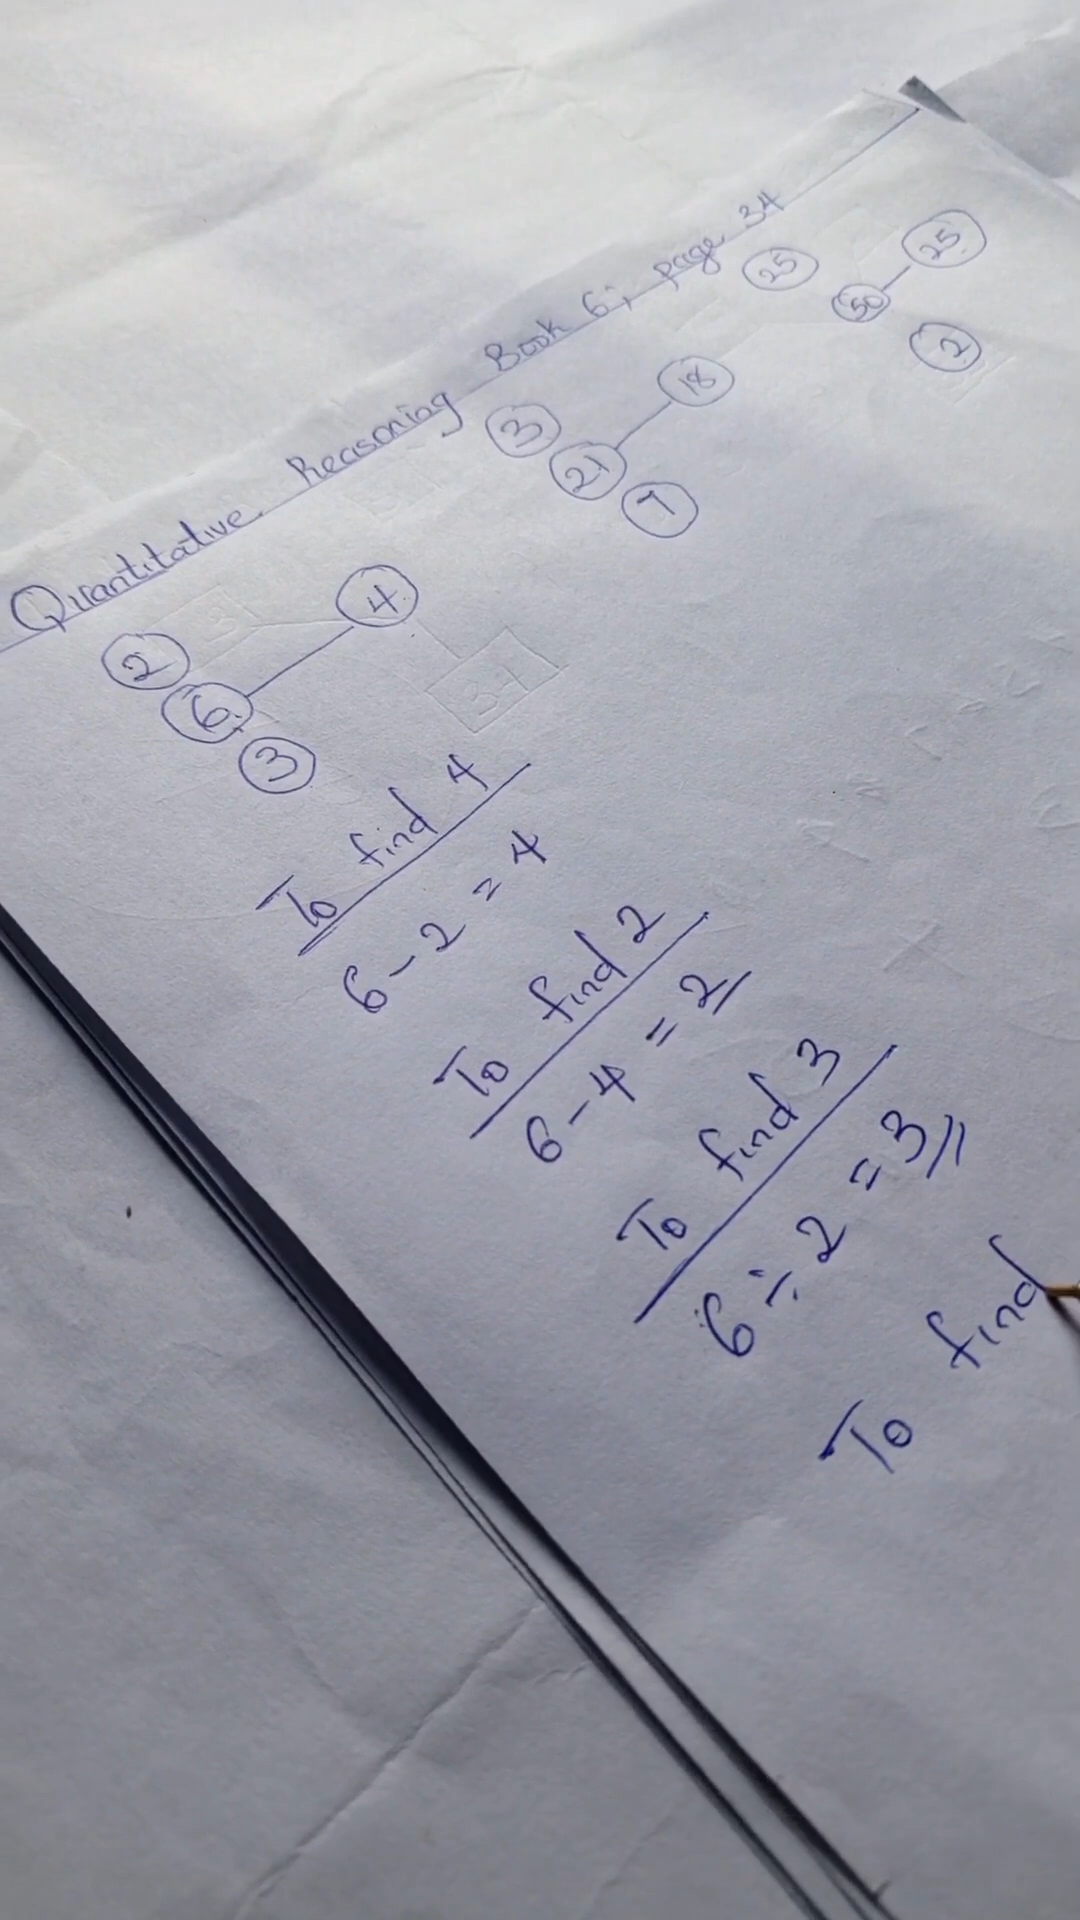 Quantitative Reasoning Book 6, page 34
2 4
6
3
3 18
21
7
25 25
50
2
To find 4
6 - 2 = 4
To find 2
6 - 4 = 2
To find 3
6 ÷ 2 = 3
To find